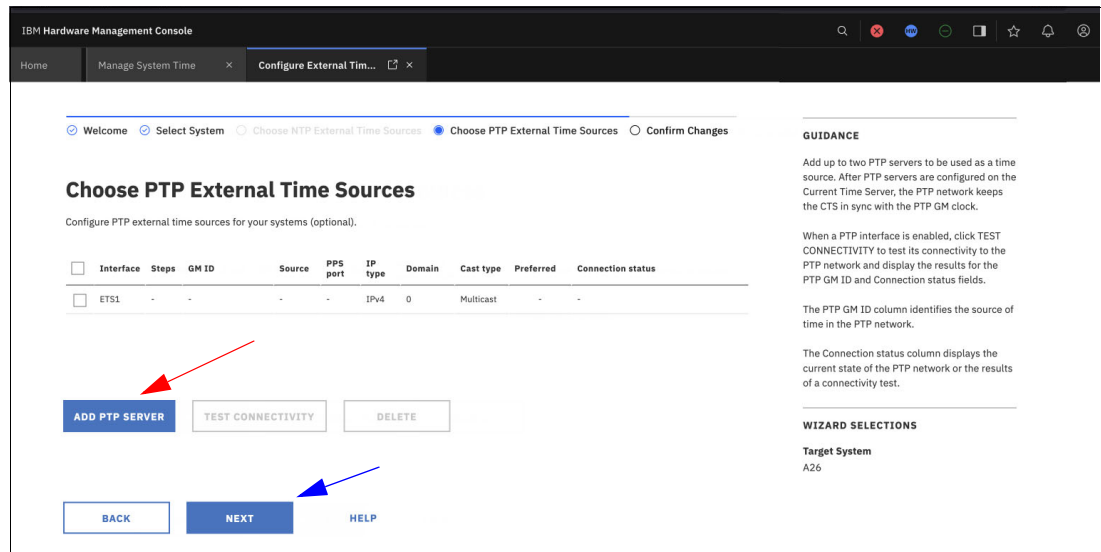 IBM Hardware Management Console
HW
Home
Manage System Time ×
Configure External Tim... ×
Welcome
Select System
Choose NTP External Time Sources
Choose PTP External Time Sources
Confirm Changes
Choose PTP External Time Sources
Configure PTP external time sources for your systems (optional).
Interface Steps GM ID Source PPS port IP type Domain Cast type Preferred Connection status
ETS1 - - - - IPv4 0 Multicast - -
ADD PTP SERVER
TEST CONNECTIVITY
DELETE
BACK
NEXT
HELP
GUIDANCE
Add up to two PTP servers to be used as a time
source. After PTP servers are configured on the
Current Time Server, the PTP network keeps
the CTS in sync with the PTP GM clock.
When a PTP interface is enabled, click TEST
CONNECTIVITY to test its connectivity to the
PTP network and display the results for the
PTP GM ID and Connection status fields.
The PTP GM ID column identifies the source of
time in the PTP network.
The Connection status column displays the
current state of the PTP network or the results
of a connectivity test.
WIZARD SELECTIONS
Target System
A26